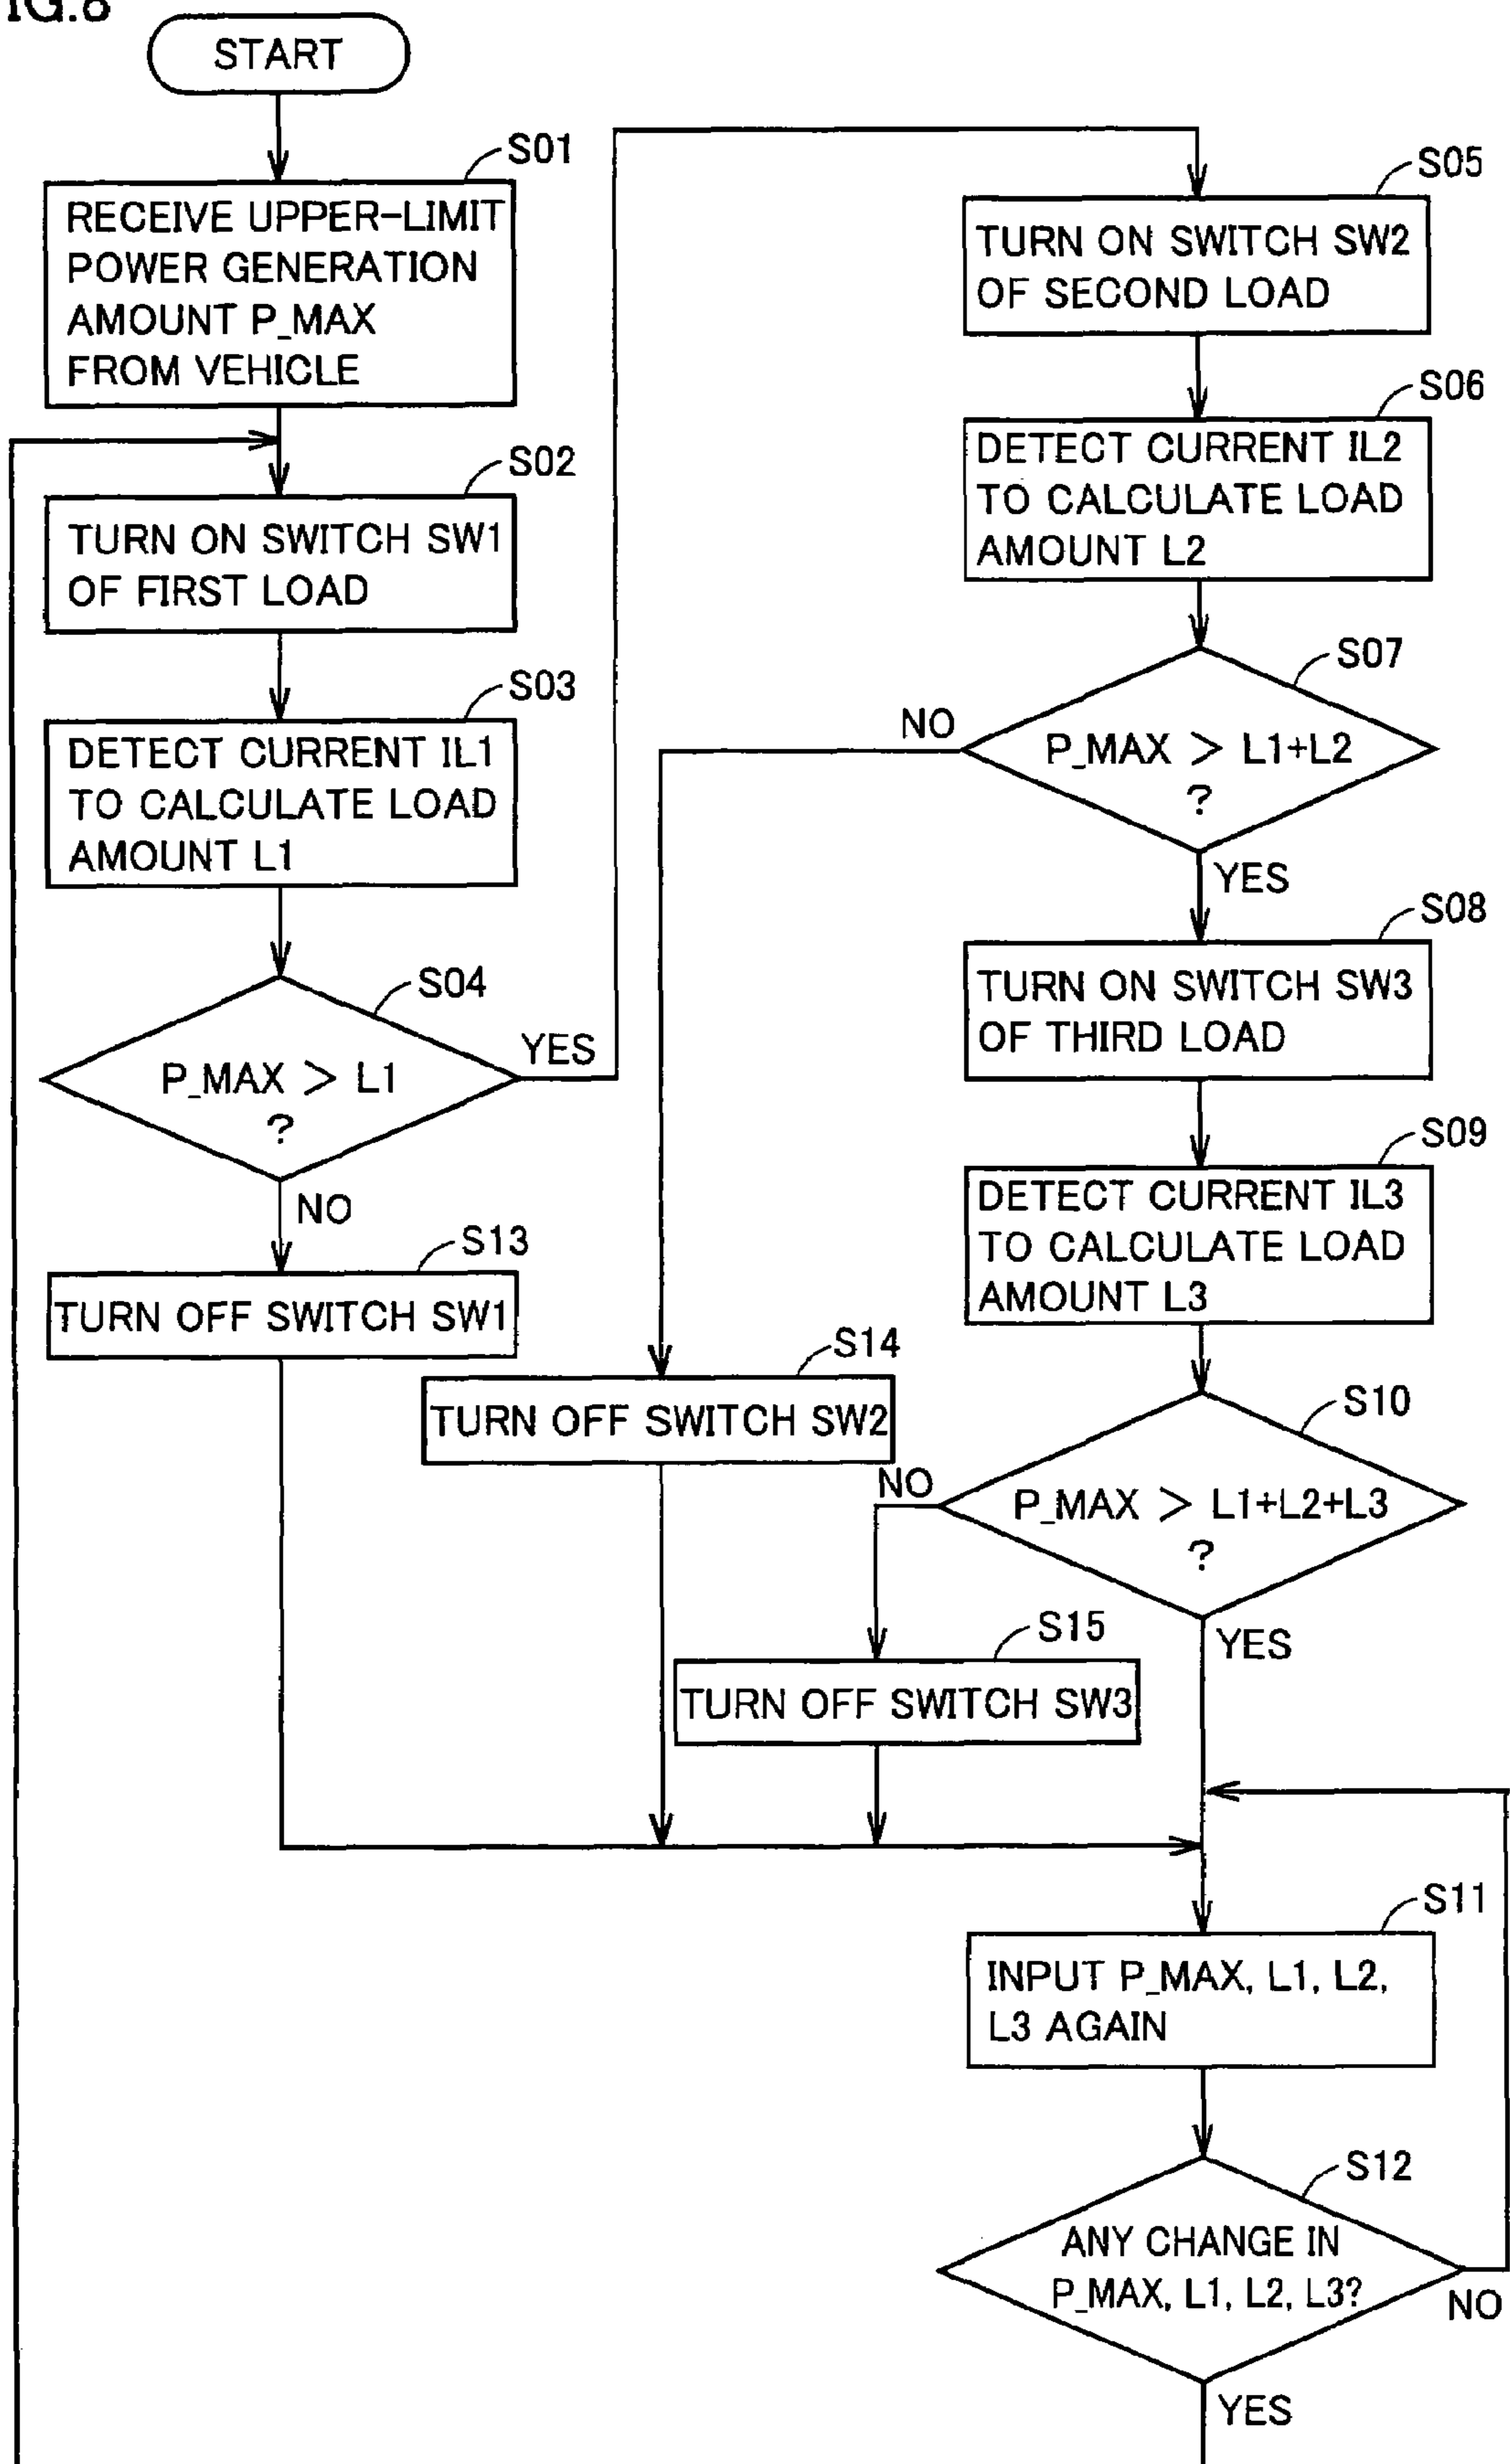 IG.8
START
S01
RECEIVE UPPER-LIMIT
POWER GENERATION
AMOUNT P_MAX
FROM VEHICLE
S02
TURN ON SWITCH SW1
OF FIRST LOAD
S03
DETECT CURRENT IL1
TO CALCULATE LOAD
AMOUNT L1
S04
P_MAX > L1
?
YES
NO
S13
TURN OFF SWITCH SW1
S05
TURN ON SWITCH SW2
OF SECOND LOAD
S06
DETECT CURRENT IL2
TO CALCULATE LOAD
AMOUNT L2
S07
NO
P_MAX > L1+L2
?
YES
S08
TURN ON SWITCH SW3
OF THIRD LOAD
S09
DETECT CURRENT IL3
TO CALCULATE LOAD
AMOUNT L3
S14
TURN OFF SWITCH SW2
S10
NO
P_MAX > L1+L2+L3
?
YES
S15
TURN OFF SWITCH SW3
S11
INPUT P_MAX, L1, L2,
L3 AGAIN
S12
ANY CHANGE IN
P_MAX, L1, L2, L3?
NO
YES